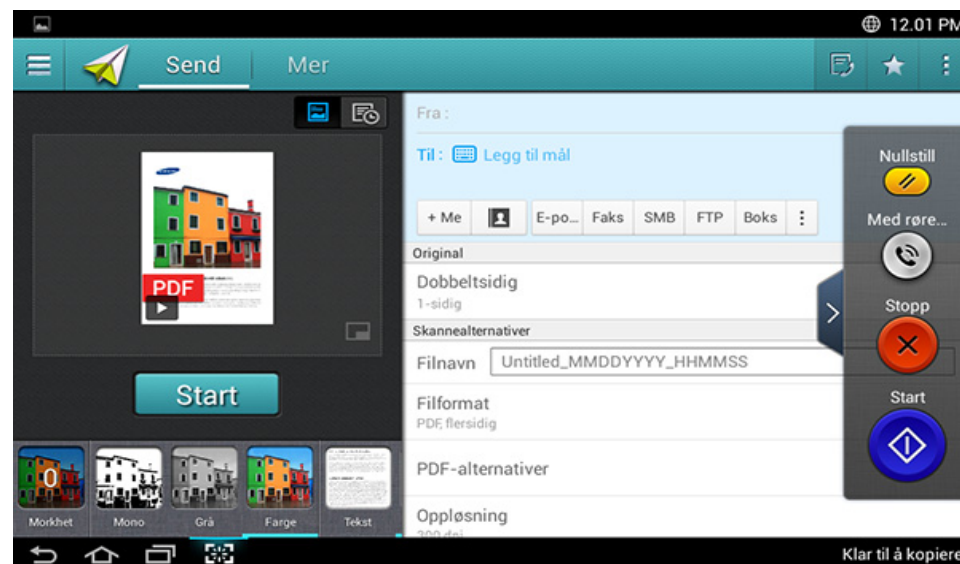 12.01 PM
Send
Mer
PDF
Start
0
Morkhet
Mono
Grå
Farge
Tekst
Fra :
Til : Legg til mål
+ Me
E-po...
Faks
SMB
FTP
Boks
Original
Dobbeltsidig
1-sidig
Skannealternativer
Filnavn Untitled_MMDDYYYY_HHMMSS
Filformat
PDF, flersidig
PDF-alternativer
Oppløsning
Nullstill
Med røre...
Stopp
Start
Klar til å kopiere